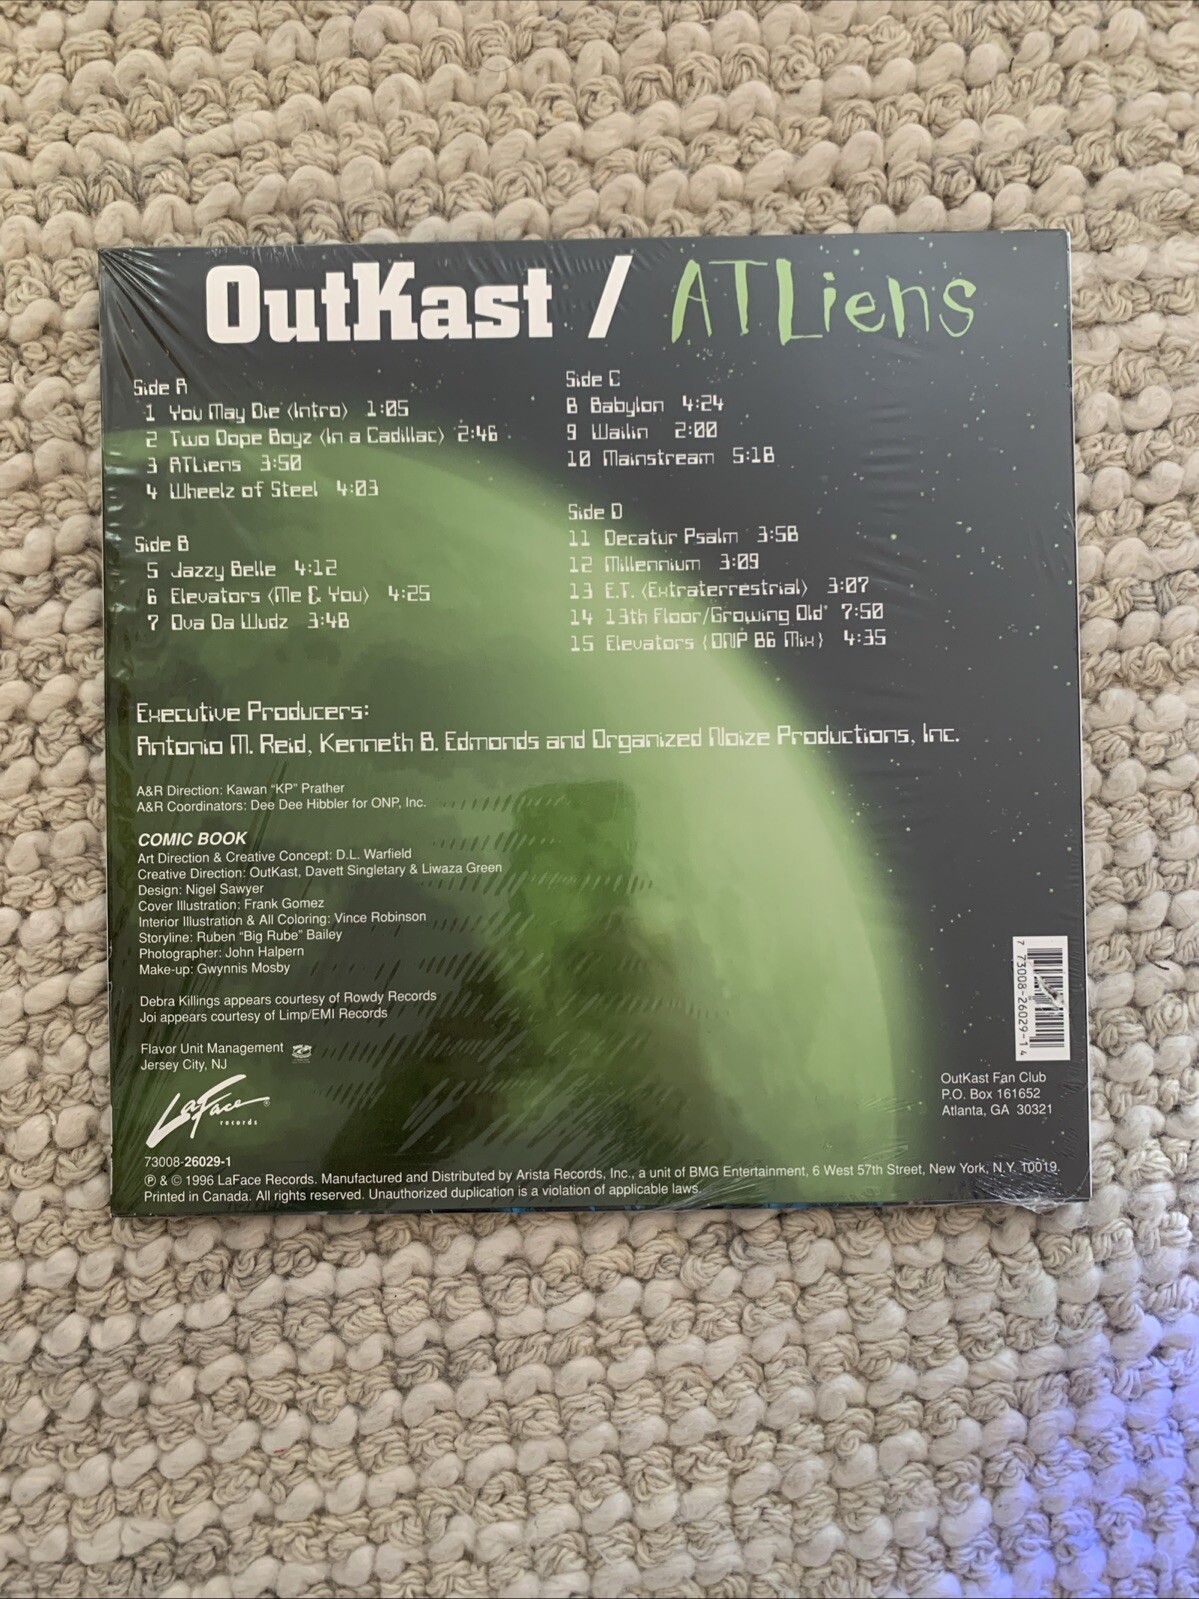 OutKast / ATLiens
Side A
1 You May Die (Intro) 1:05
2 Two Dope Boyz (In a Cadillac) 2:46
3 ATLiens 3:50
4 Wheelz of Steel 4:03
Side B
5 Jazzy Belle 4:12
6 Elevators (Me & You) 4:25
7 Ova Da Wudz 3:48
Side C
8 Babylon 4:24
9 Wailin 2:00
10 Mainstream 5:18
Side D
11 Decatur Psalm 3:58
12 Millennium 3:09
13 E.T. (Extraterrestrial) 3:07
14 13th Floor/Growing Old 7:50
15 Elevators (ONP 86 Mix) 4:35
Executive Producers:
Antonio M. Reid, Kenneth B. Edmonds and Organized Noize Productions, Inc.
A&R Direction: Kawan "KP" Prather
A&R Coordinators: Dee Dee Hibbler for ONP, Inc.
COMIC BOOK
Art Direction & Creative Concept: D.L. Warfield
Creative Direction: OutKast, Davett Singletary & Liwaza Green
Design: Nigel Sawyer
Cover Illustration: Frank Gomez
Interior Illustration & All Coloring: Vince Robinson
Storyline: Ruben "Big Rube" Bailey
Photographer: John Halpern
Make-up: Gwynnis Mosby
Debra Killings appears courtesy of Rowdy Records
Joi appears courtesy of Limp/EMI Records
Flavor Unit Management
Jersey City, NJ
LaFace ®
records
7 73008-26029-1 4
OutKast Fan Club
P.O. Box 161652
Atlanta, GA 30321
73008-26029-1
℗ & © 1996 LaFace Records. Manufactured and Distributed by Arista Records, Inc., a unit of BMG Entertainment, 6 West 57th Street, New York, N.Y. 10019.
Printed in Canada. All rights reserved. Unauthorized duplication is a violation of applicable laws.